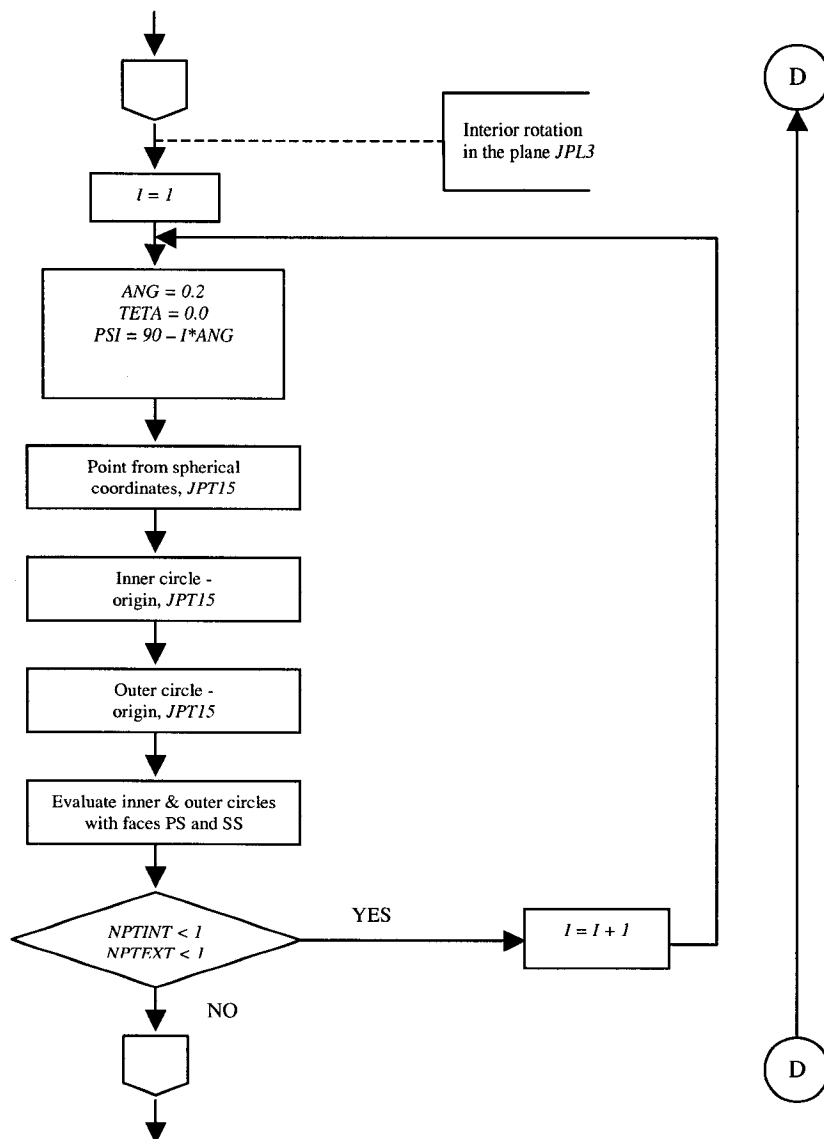 D
Interior rotation
in the plane JPL3
I = 1
ANG = 0.2
TETA = 0.0
PSI = 90 – I*ANG
Point from spherical
coordinates, JPT15
Inner circle -
origin, JPT15
Outer circle -
origin, JPT15
Evaluate inner & outer circles
with faces PS and SS
NPTINT < 1
NPTEXT < 1
YES
I = I + 1
NO
D